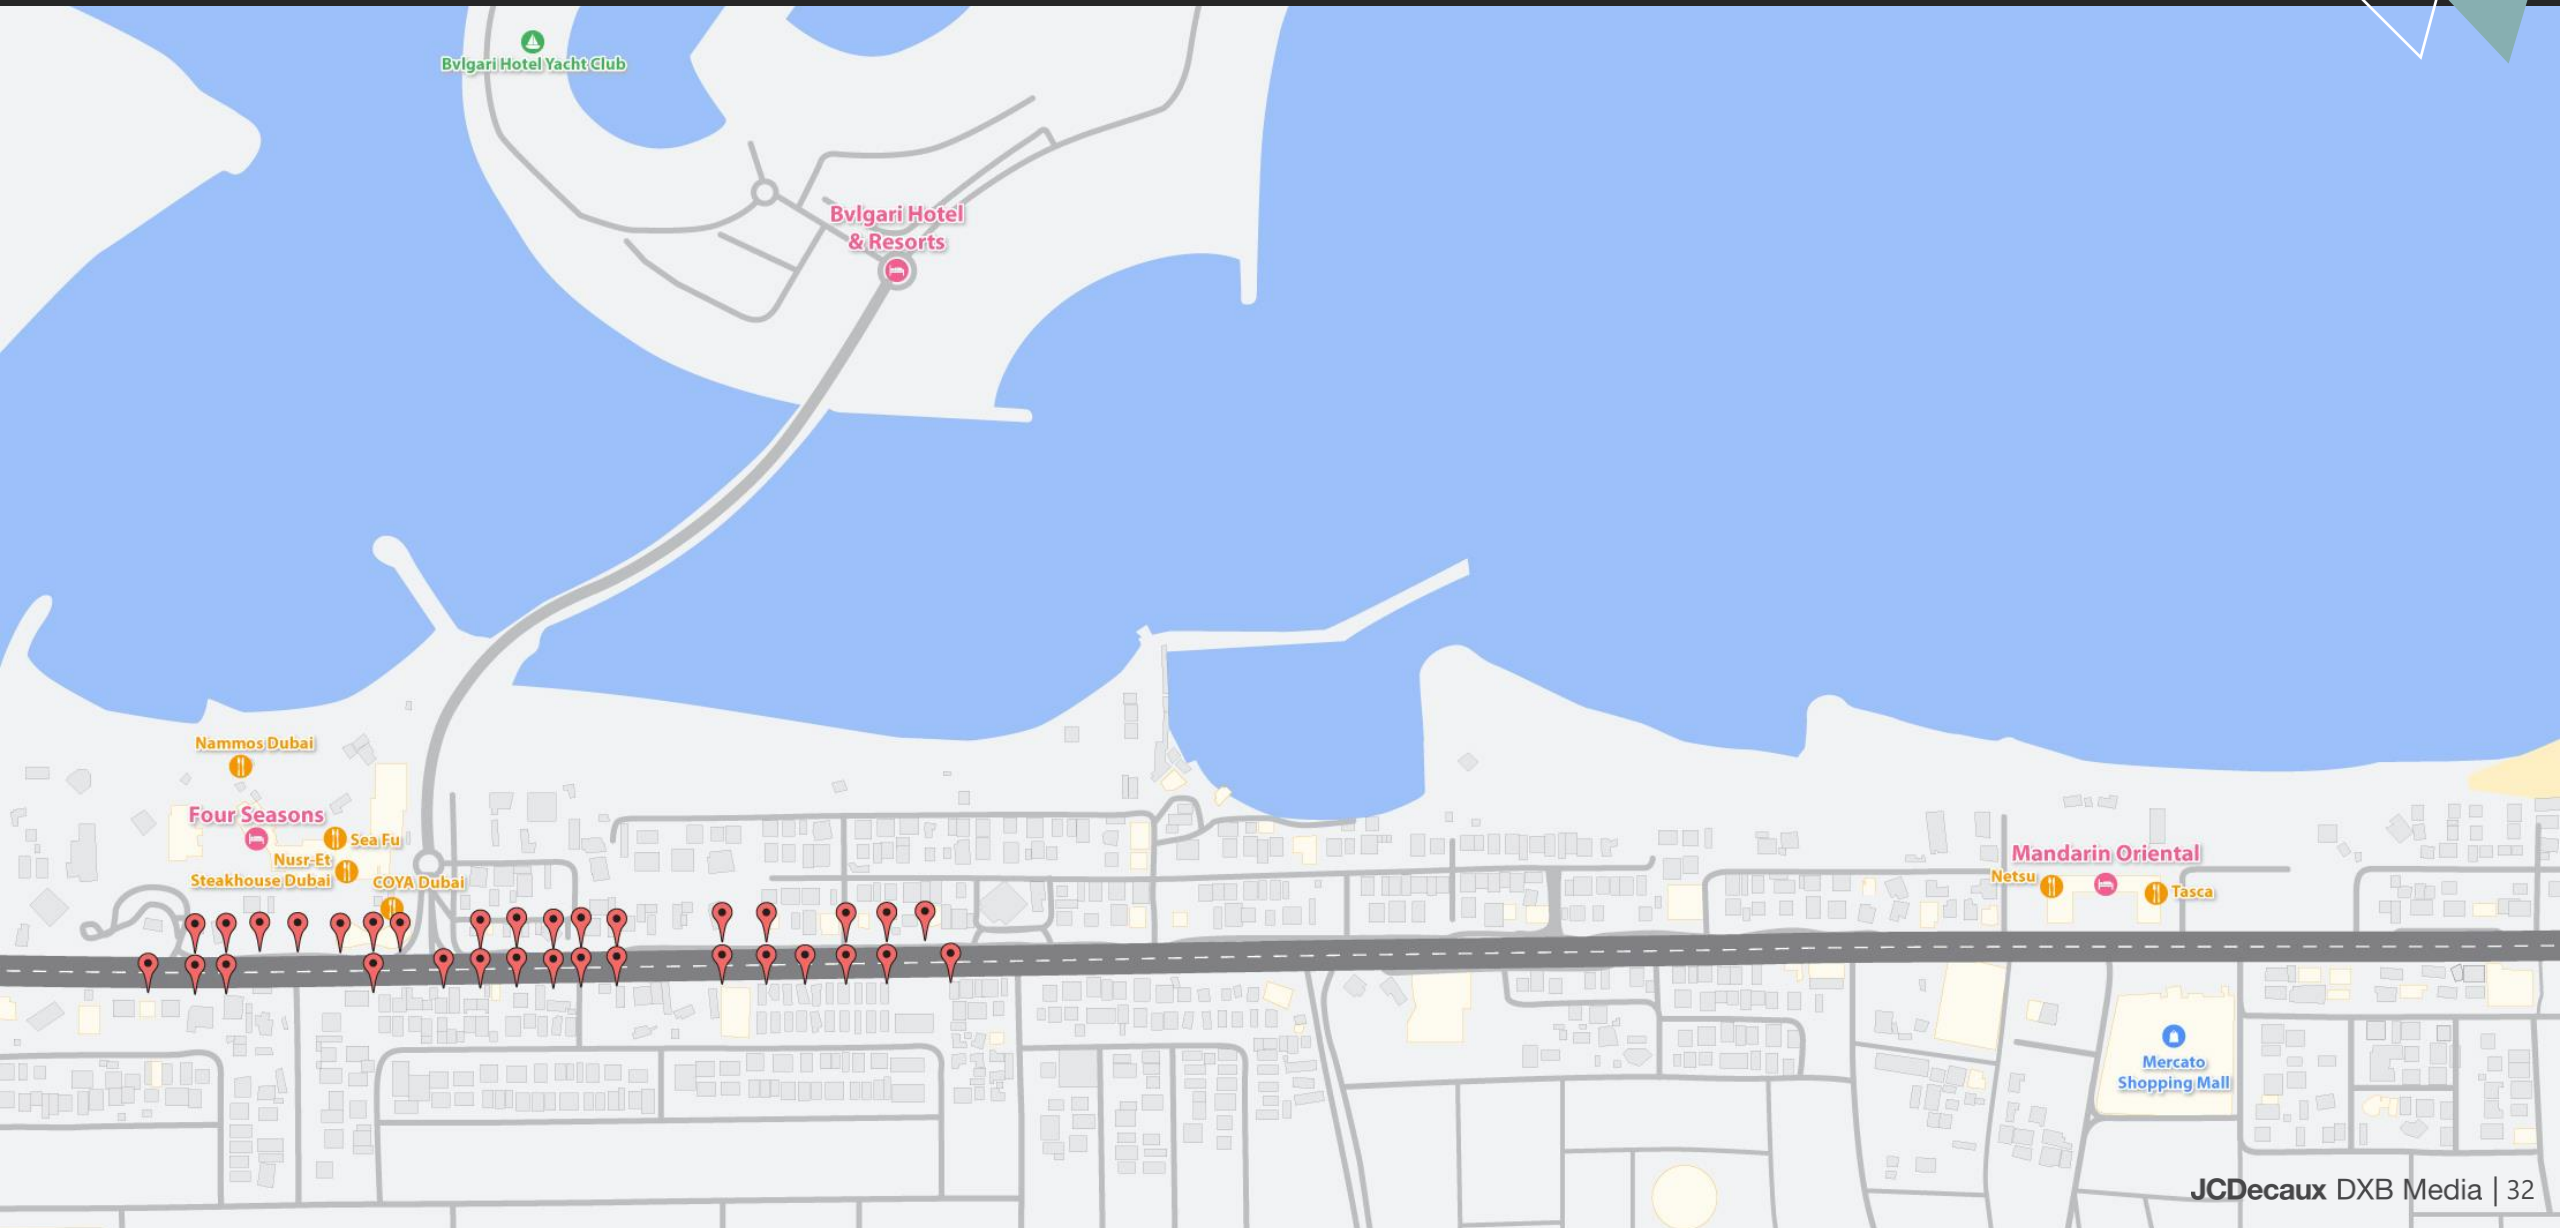 Bvlgari Hotel Yacht Club
Bvlgari Hotel
& Resorts
Nammos Dubai
Four Seasons
Sea Fu
Nusr-Et
Steakhouse Dubai
COYA Dubai
Mandarin Oriental
Netsu
Tasca
Mercato
Shopping Mall
JCDecaux DXB Media | 32